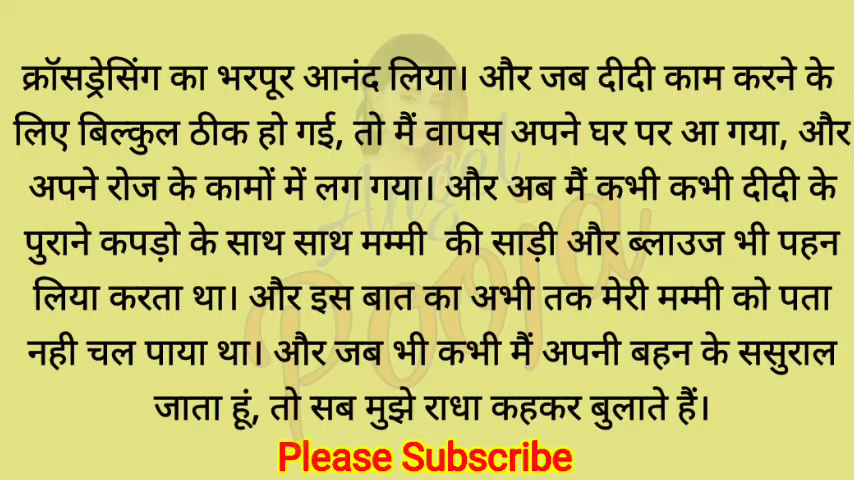 क्रॉसड्रेसिंग का भरपूर आनंद लिया। और जब दीदी काम करने के
लिए बिल्कुल ठीक हो गई, तो मैं वापस अपने घर पर आ गया, और
अपने रोज के कामों में लग गया। और अब मैं कभी कभी दीदी के
पुराने कपड़ो के साथ साथ मम्मी की साड़ी और ब्लाउज भी पहन
लिया करता था। और इस बात का अभी तक मेरी मम्मी को पता
नही चल पाया था। और जब भी कभी मैं अपनी बहन के ससुराल
जाता हूं, तो सब मुझे राधा कहकर बुलाते हैं।
Please Subscribe
Pooja